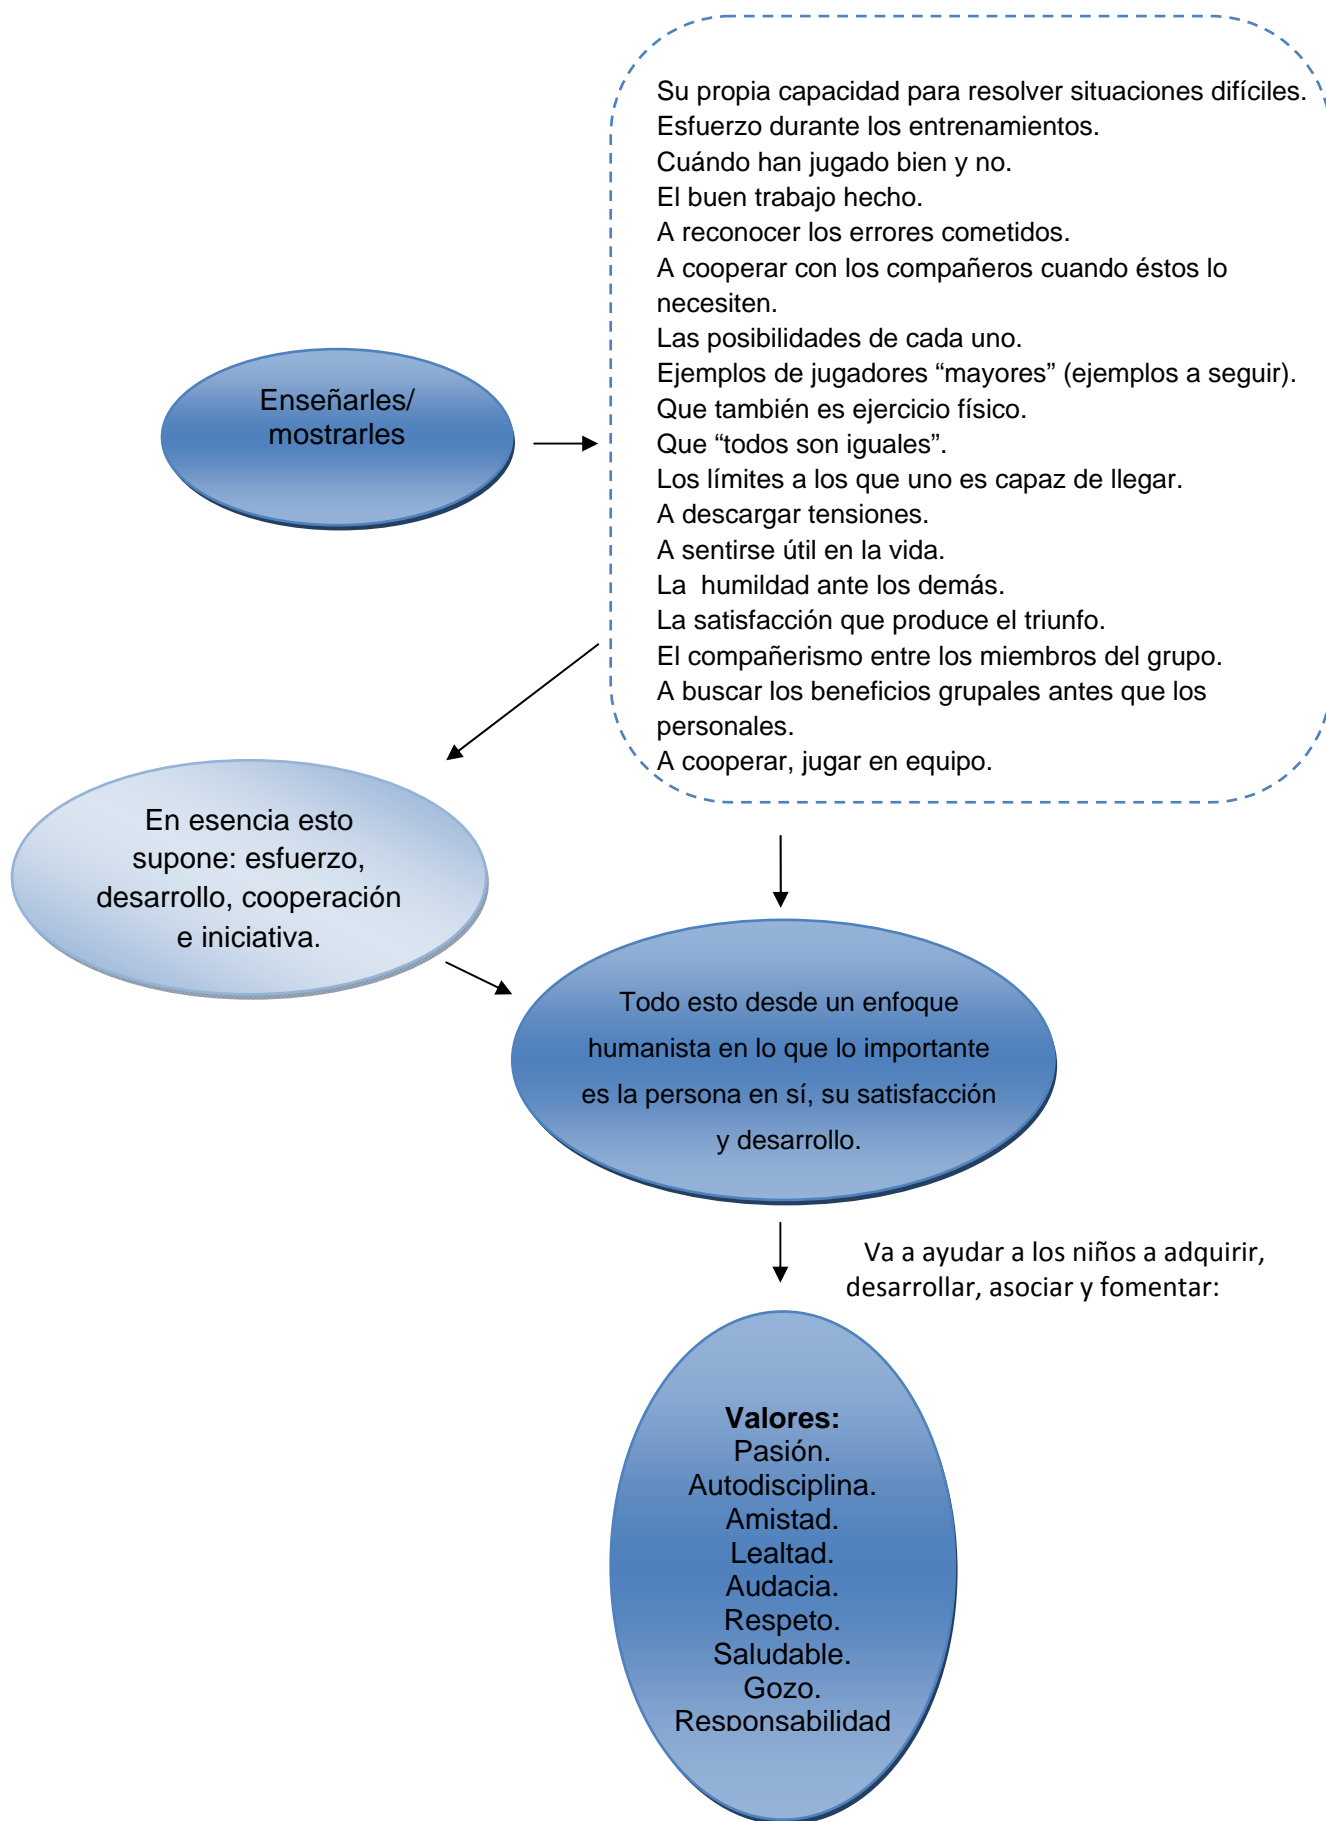 Su propia capacidad para resolver situaciones difíciles.
Esfuerzo durante los entrenamientos.
Cuándo han jugado bien y no.
El buen trabajo hecho.
A reconocer los errores cometidos.
A cooperar con los compañeros cuando éstos lo
necesiten.
Las posibilidades de cada uno.
Ejemplos de jugadores “mayores” (ejemplos a seguir).
Que también es ejercicio físico.
Que “todos son iguales”.
Los límites a los que uno es capaz de llegar.
A descargar tensiones.
A sentirse útil en la vida.
La  humildad ante los demás.
La satisfacción que produce el triunfo.
El compañerismo entre los miembros del grupo.
A buscar los beneficios grupales antes que los
personales.
A cooperar, jugar en equipo.
Enseñarles/
mostrarles
En esencia esto
supone: esfuerzo,
desarrollo, cooperación
e iniciativa.
Todo esto desde un enfoque
humanista en lo que lo importante
es la persona en sí, su satisfacción
y desarrollo.
Va a ayudar a los niños a adquirir,
desarrollar, asociar y fomentar:
Valores:
Pasión.
Autodisciplina.
Amistad.
Lealtad.
Audacia.
Respeto.
Saludable.
Gozo.
Responsabilidad